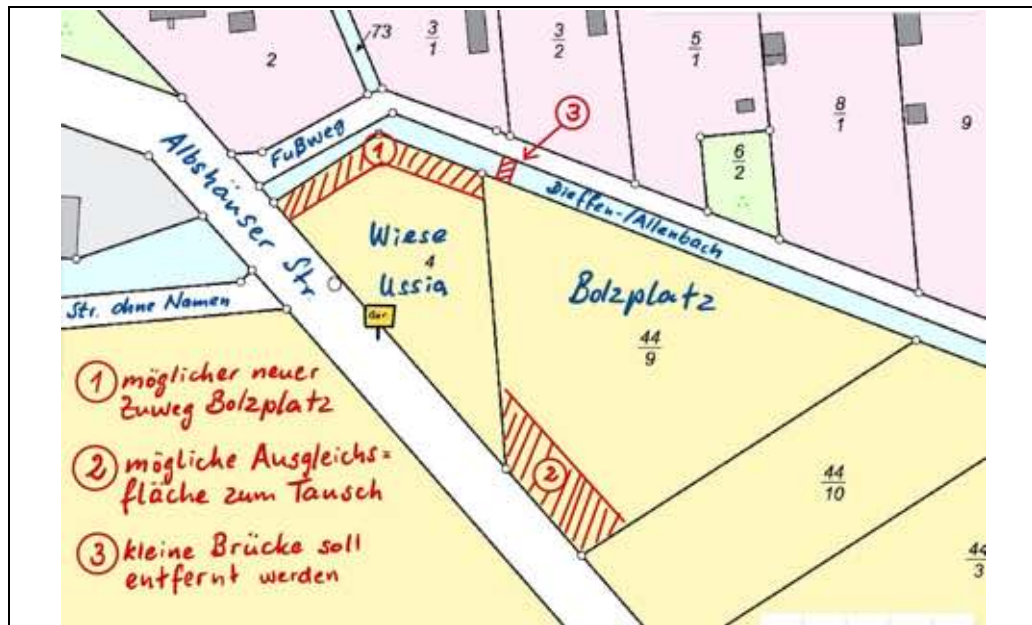 73
3
1
3
2
5
1
2
8
1
9
6
2
Fußweg
3
1
Albshäuser Str.
Dieffen-/Allenbach
Wiese
4
Ussia
Bolzplatz
44
9
Str. ohne Namen
1 möglicher neuer
Zuweg Bolzplatz
2 mögliche Ausgleichs=
fläche zum Tausch
3 kleine Brücke soll
entfernt werden
2
44
10
44
3